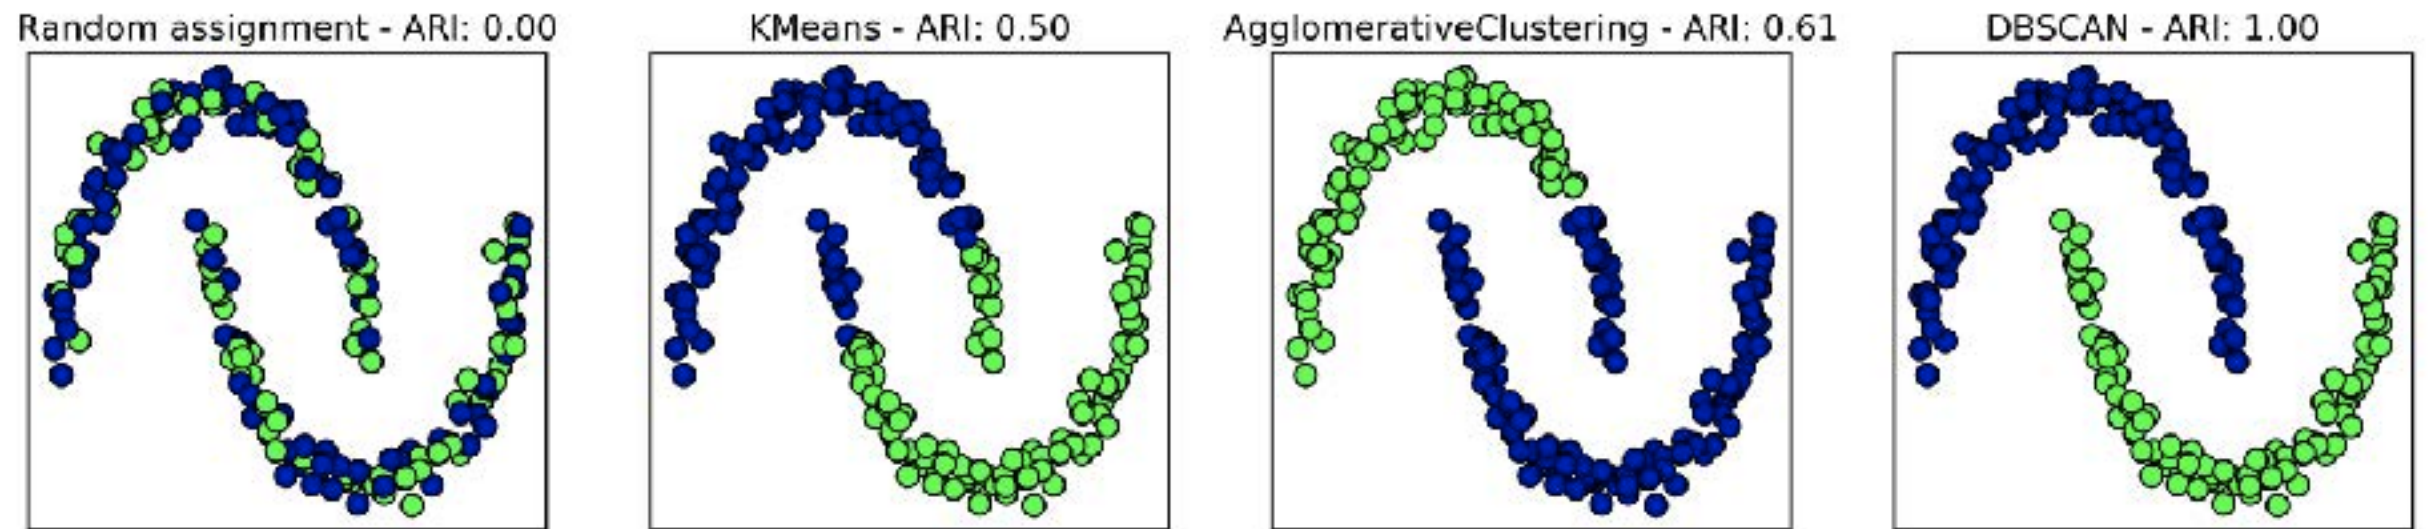 Random assignment - ARI: 0.00
KMeans - ARI: 0.50
AgglomerativeClustering - ARI: 0.61
DBSCAN - ARI: 1.00